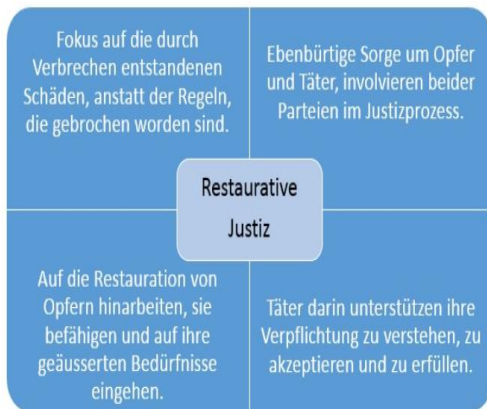 Fokus auf die durch
Verbrechen entstandenen
Schäden, anstatt der Regeln,
die gebrochen worden sind.
Ebenbürtige Sorge um Opfer
und Täter, involvieren beider
Parteien im Justizprozess.
Restaurative
Justiz
Auf die Restauration von
Opfern hinarbeiten, sie
befähigen und auf ihre
geäusserten Bedürfnisse
eingehen.
Täter darin unterstützen ihre
Verpflichtung zu verstehen, zu
akzeptieren und zu erfüllen.